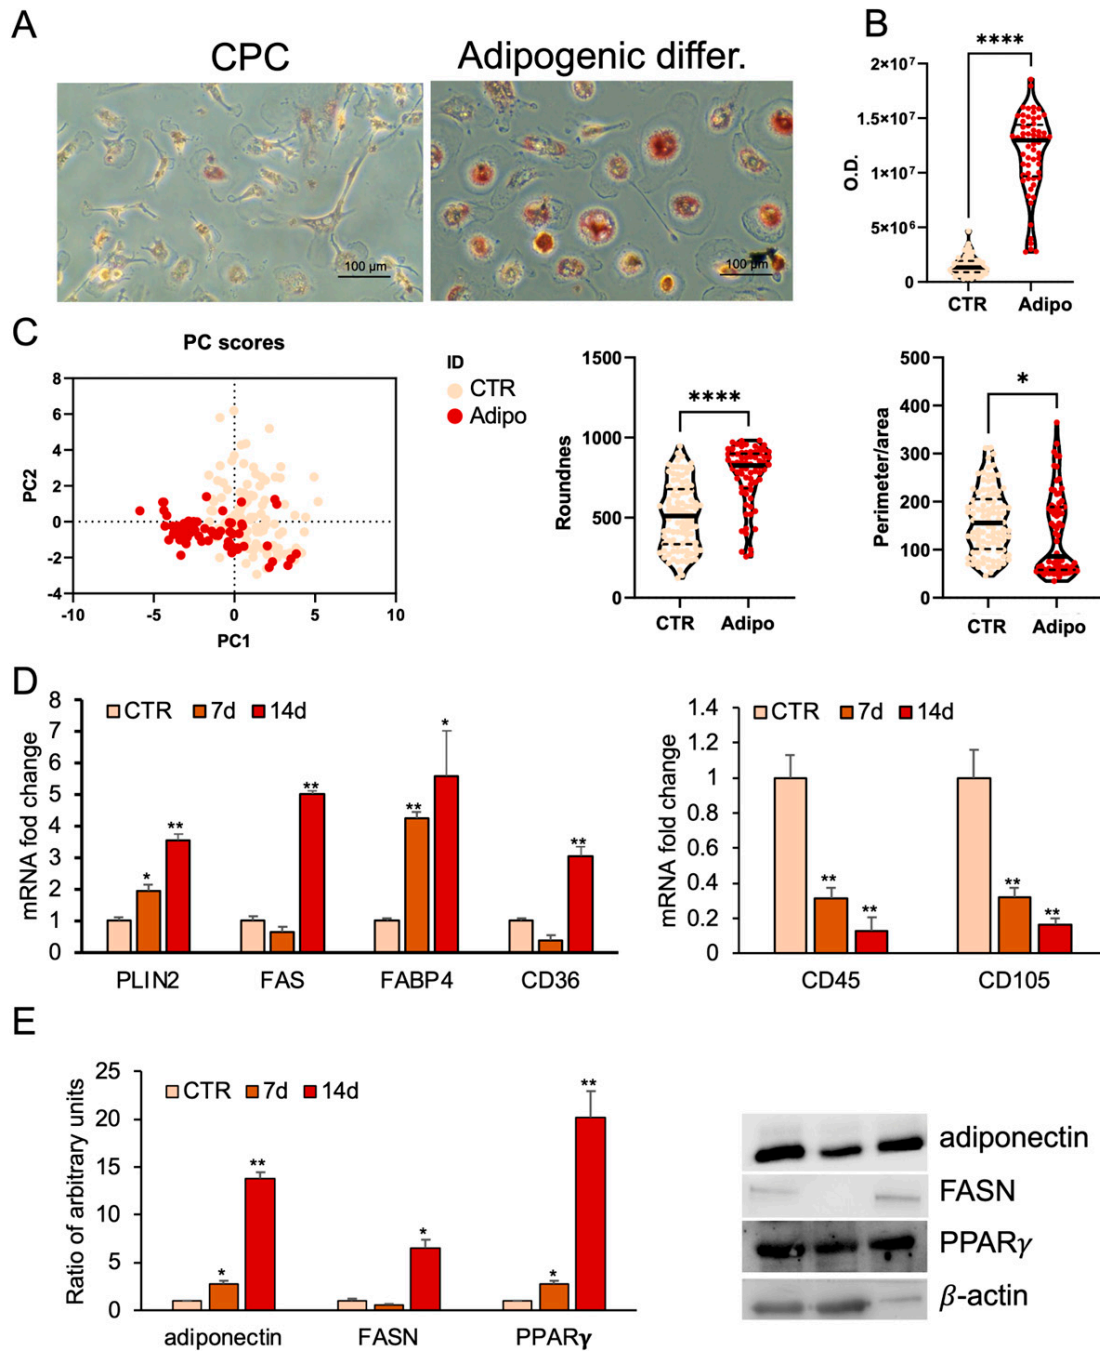 A
CPC
Adipogenic differ.
100 µm
100 µm
B
****
2×10⁷
1.5×10⁷
1×10⁷
5×10⁶
0
O.D.
CTR Adipo
C
PC scores
8
6
4
2
0
-2
-4
PC2
-10 -5 0 5 10
PC1
ID
CTR
Adipo
1500
1000
500
0
Roundnes
****
CTR Adipo
500
400
300
200
100
0
Perimeter/area
*
CTR Adipo
D
8
7
6
5
4
3
2
1
0
mRNA fod change
CTR 7d 14d
* ** ** ** * **
PLIN2 FAS FABP4 CD36
1.4
1.2
1
0.8
0.6
0.4
0.2
0
mRNA fold change
CTR 7d 14d
** ** ** **
CD45 CD105
E
25
20
15
10
5
0
Ratio of arbitrary units
CTR 7d 14d
* ** * * **
adiponectin FASN PPARγ
adiponectin
FASN
PPARγ
β-actin